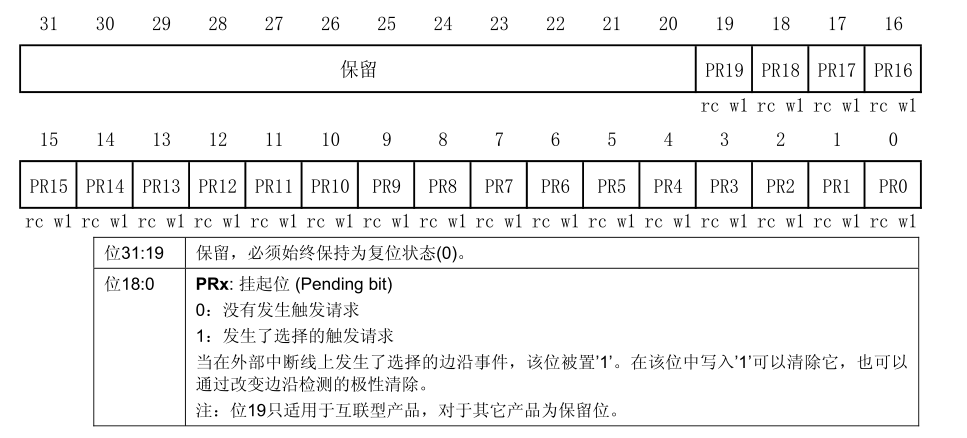 31 30 29 28 27 26 25 24 23 22 21 20 19 18 17 16
保留 PR19 PR18 PR17 PR16
rc w1 rc w1 rc w1 rc w1
15 14 13 12 11 10 9 8 7 6 5 4 3 2 1 0
PR15 PR14 PR13 PR12 PR11 PR10 PR9 PR8 PR7 PR6 PR5 PR4 PR3 PR2 PR1 PR0
rc w1 rc w1 rc w1 rc w1 rc w1 rc w1 rc w1 rc w1 rc w1 rc w1 rc w1 rc w1 rc w1 rc w1 rc w1 rc w1
位31:19 保留，必须始终保持为复位状态(0)。
位18:0 PRx: 挂起位 (Pending bit)
0：没有发生触发请求
1：发生了选择的触发请求
当在外部中断线上发生了选择的边沿事件，该位被置'1'。在该位中写入'1'可以清除它，也可以
通过改变边沿检测的极性清除。
注：位19只适用于互联型产品，对于其它产品为保留位。